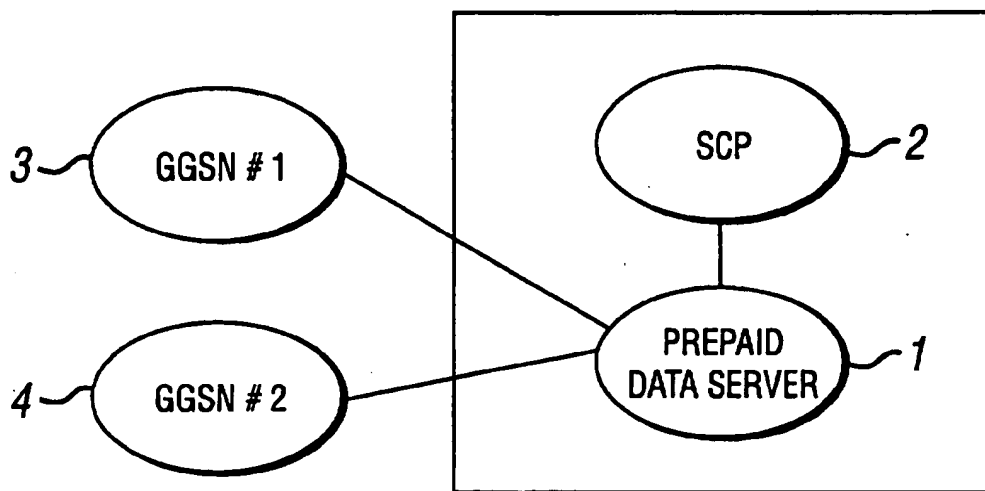 3 GGSN # 1
SCP 2
PREPAID
DATA SERVER 1
4 GGSN # 2